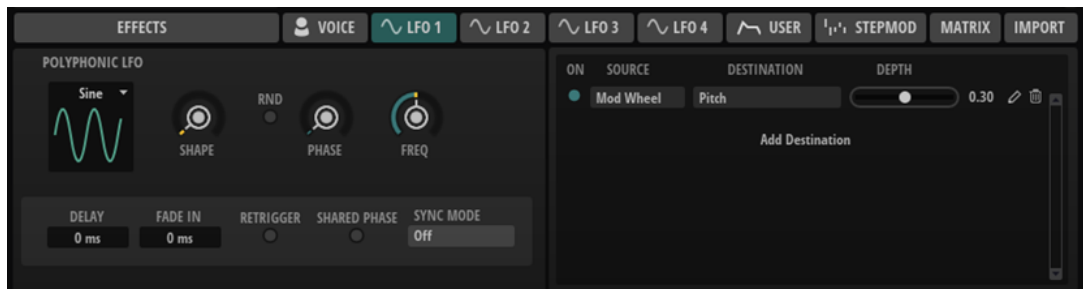 EFFECTS VOICE LFO 1 LFO 2 LFO 3 LFO 4 USER STEPMOD MATRIX IMPORT
POLYPHONIC LFO
Sine
RND
SHAPE PHASE FREQ
DELAY FADE IN RETRIGGER SHARED PHASE SYNC MODE
0 ms 0 ms Off
ON SOURCE DESTINATION DEPTH
Mod Wheel Pitch 0.30
Add Destination